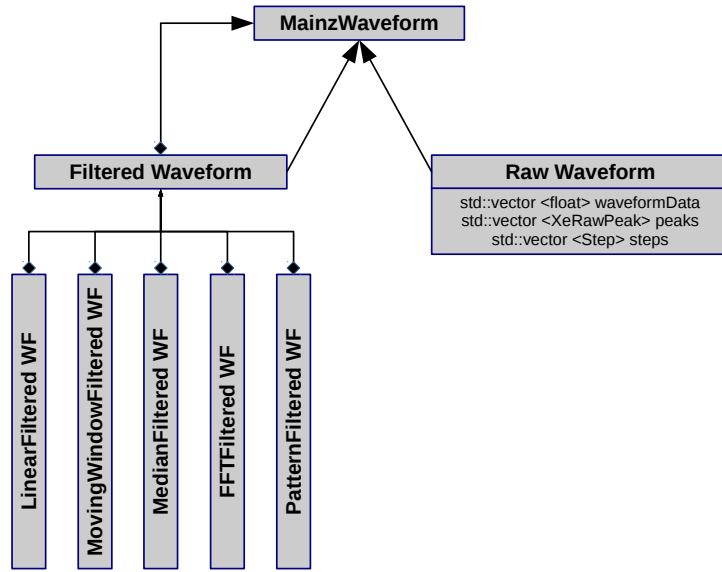 MainzWaveform
Filtered Waveform
Raw Waveform
std::vector <float> waveformData
std::vector <XeRawPeak> peaks
std::vector <Step> steps
LinearFiltered WF
MovingWindowFiltered WF
MedianFiltered WF
FFTFiltered WF
PatternFiltered WF